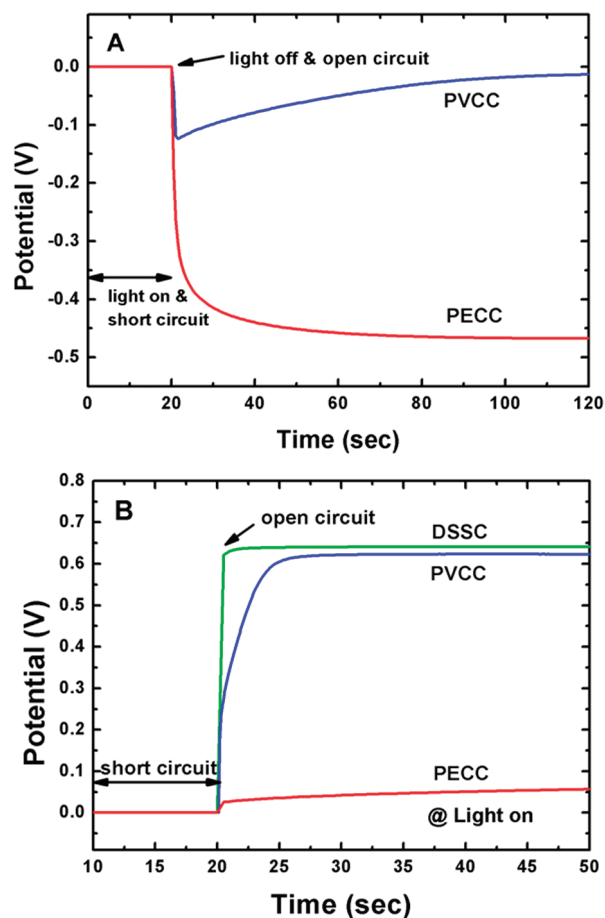 A
light off & open circuit
PVCC
light on &
short circuit
PECC
Potential (V)
0.0
-0.1
-0.2
-0.3
-0.4
-0.5
0 20 40 60 80 100 120
Time (sec)
B
open circuit
DSSC
PVCC
short circuit
PECC
@ Light on
Potential (V)
0.8
0.7
0.6
0.5
0.4
0.3
0.2
0.1
0.0
10 15 20 25 30 35 40 45 50
Time (sec)